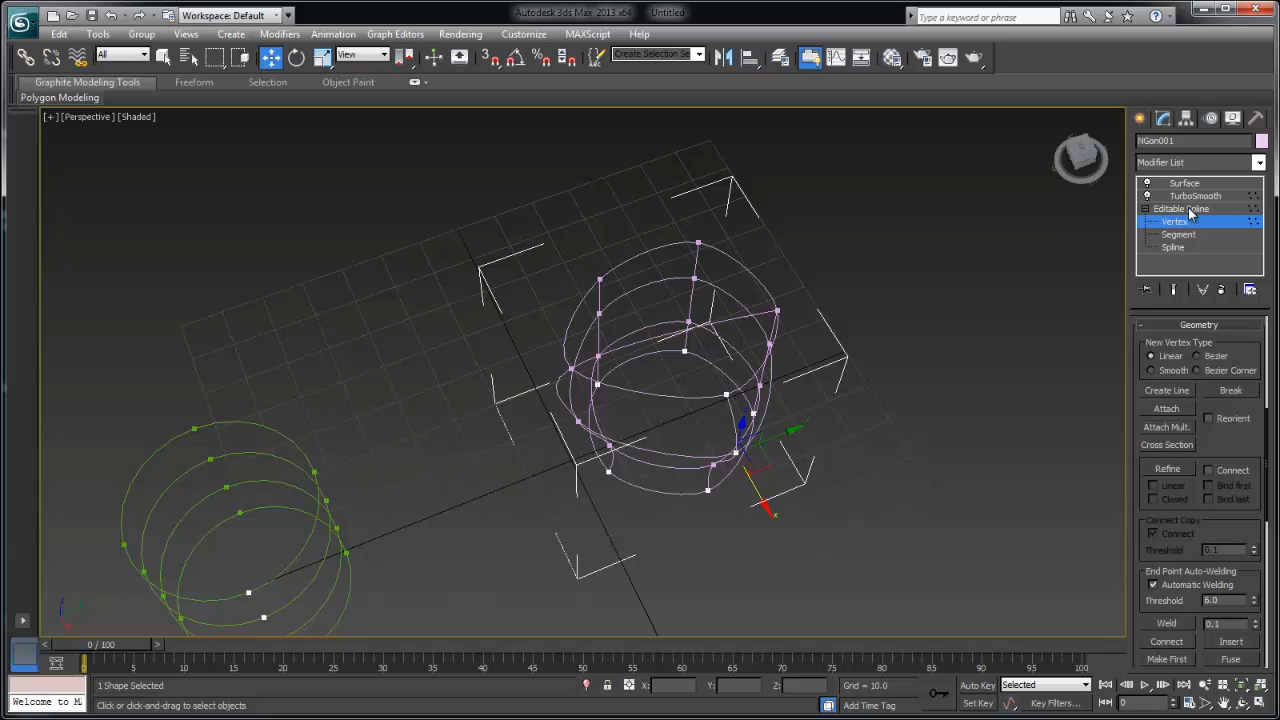 Workspace: Default
Autodesk 3ds Max 2013 x64 Untitled
Type a keyword or phrase
Edit Tools Group Views Create Modifiers Animation Graph Editors Rendering Customize MAXScript Help
All
View
Create Selection Se
Graphite Modeling Tools Freeform Selection Object Paint
Polygon Modeling
[+] [Perspective] [Shaded]
NGon001
Modifier List
Surface
TurboSmooth
Editable Spline
Vertex
Segment
Spline
- Geometry
New Vertex Type
Linear Bezier
Smooth Bezier Corner
Create Line Break
Attach
Reorient
Attach Mult.
Cross Section
Refine Connect
Linear Bind first
Closed Bind last
Connect Copy
Connect
Threshold 0.1
End Point Auto-Welding
Automatic Welding
Threshold 6.0
Weld 0.1
Connect Insert
Make First Fuse
x
< 0 / 100 >
0 5 10 15 20 25 30 35 40 45 50 55 60 65 70 75 80 85 90 95 100
1 Shape Selected X: Y: Z: Grid = 10.0 Auto Key Selected
Welcome to M Click or click-and-drag to select objects Add Time Tag Set Key Key Filters... 0